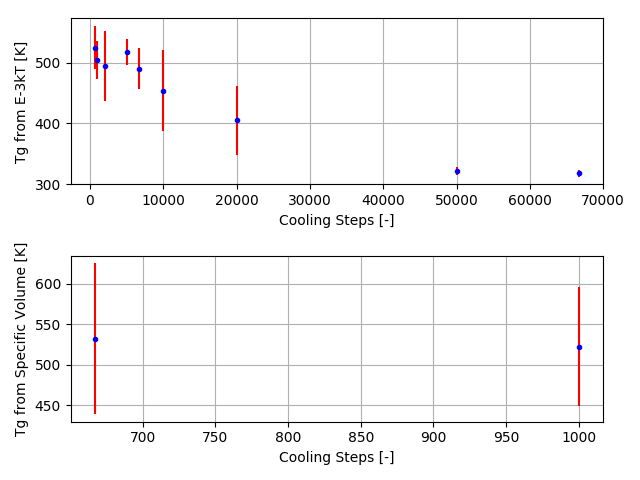 Tg from E-3kT [K]
500
400
300
0 10000 20000 30000 40000 50000 60000 70000
Cooling Steps [-]
Tg from Specific Volume [K]
600
550
500
450
700 750 800 850 900 950 1000
Cooling Steps [-]